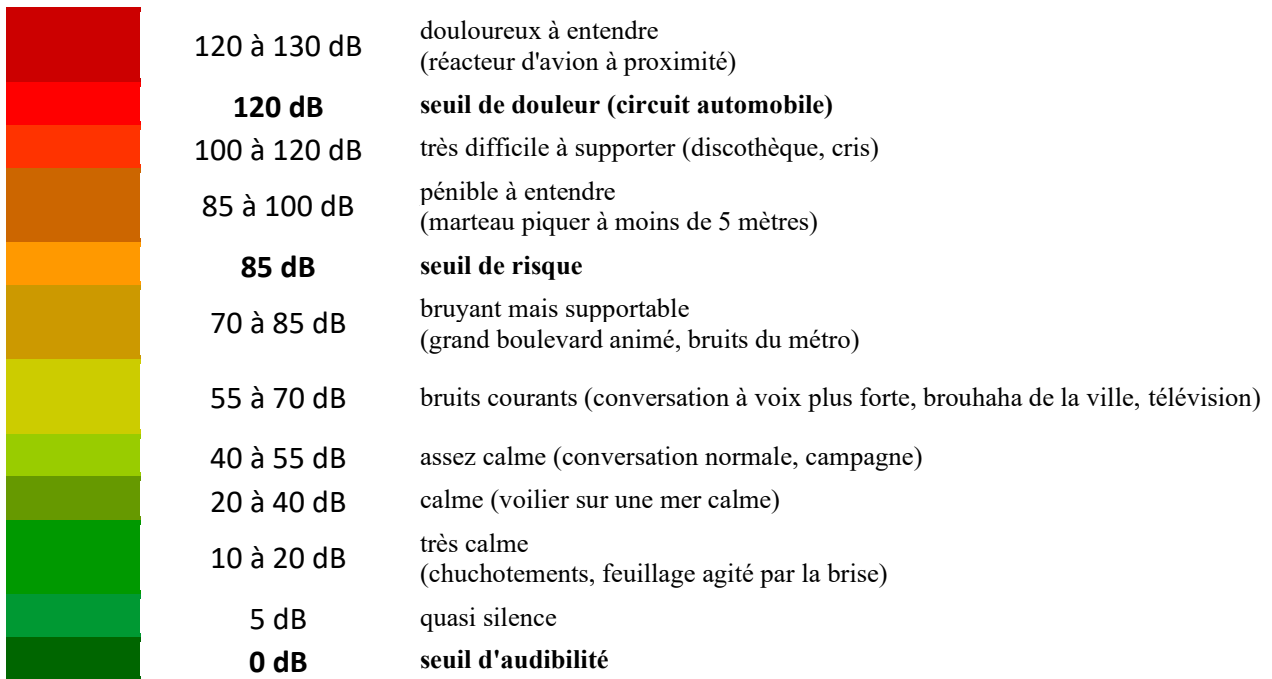 120 à 130 dB douloureux à entendre
(réacteur d'avion à proximité)
120 dB seuil de douleur (circuit automobile)
100 à 120 dB très difficile à supporter (discothèque, cris)
85 à 100 dB pénible à entendre
(marteau piquer à moins de 5 mètres)
85 dB seuil de risque
70 à 85 dB bruyant mais supportable
(grand boulevard animé, bruits du métro)
55 à 70 dB bruits courants (conversation à voix plus forte, brouhaha de la ville, télévision)
40 à 55 dB assez calme (conversation normale, campagne)
20 à 40 dB calme (voilier sur une mer calme)
10 à 20 dB très calme
(chuchotements, feuillage agité par la brise)
5 dB quasi silence
0 dB seuil d'audibilité